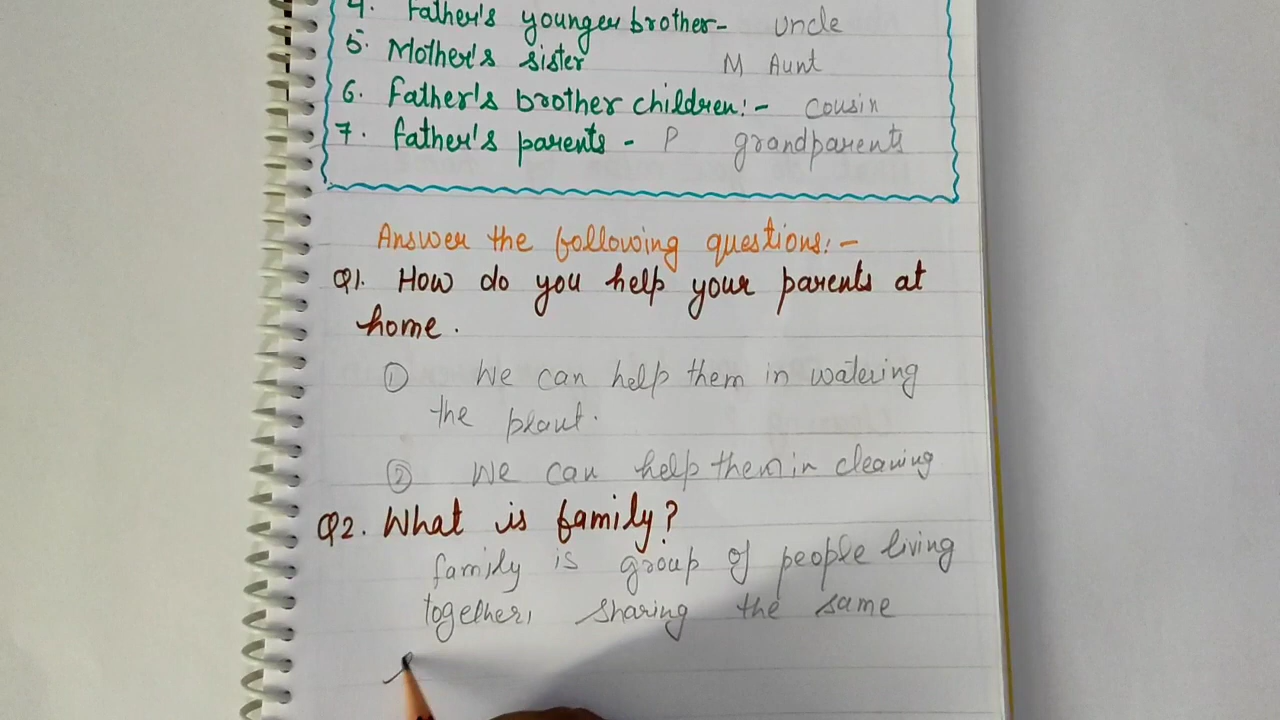 4. Father's younger brother- uncle
5. Mother's sister M Aunt
6. Father's brother children:- cousin
7. Father's parents - P grandparents
Answer the following questions:-
Q1. How do you help your parents at
home.
① We can help them in watering
the plant.
② We can help them in cleaning
Q2. What is family?
family is group of people living
together, sharing the same